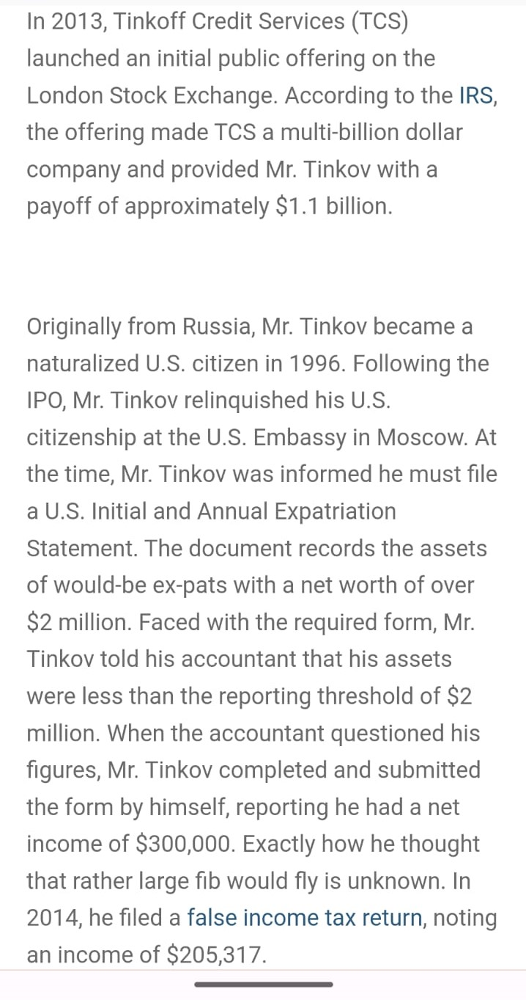 In 2013, Tinkoff Credit Services (TCS)
launched an initial public offering on the
London Stock Exchange. According to the IRS,
the offering made TCS a multi-billion dollar
company and provided Mr. Tinkov with a
payoff of approximately $1.1 billion.
Originally from Russia, Mr. Tinkov became a
naturalized U.S. citizen in 1996. Following the
IPO, Mr. Tinkov relinquished his U.S.
citizenship at the U.S. Embassy in Moscow. At
the time, Mr. Tinkov was informed he must file
a U.S. Initial and Annual Expatriation
Statement. The document records the assets
of would-be ex-pats with a net worth of over
$2 million. Faced with the required form, Mr.
Tinkov told his accountant that his assets
were less than the reporting threshold of $2
million. When the accountant questioned his
figures, Mr. Tinkov completed and submitted
the form by himself, reporting he had a net
income of $300,000. Exactly how he thought
that rather large fib would fly is unknown. In
2014, he filed a false income tax return, noting
an income of $205,317.